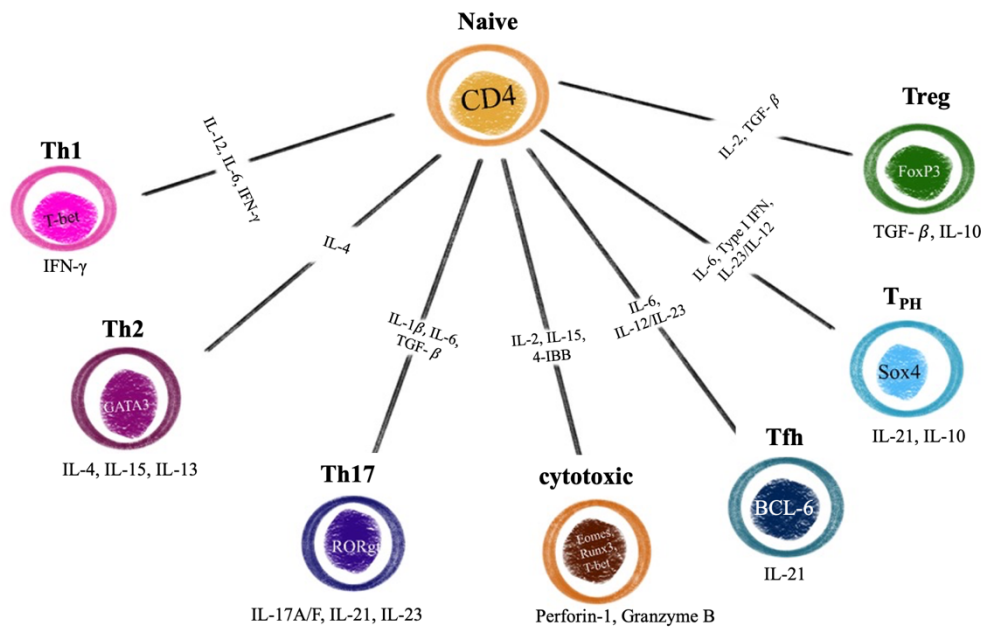 Naive
CD4
Treg
FoxP3
TGF- β, IL-10
IL-2, TGF- β
Th1
T-bet
IFN-γ
IL-12, IL-6, IFN-γ
IL-4
IL-6, Type I IFN,
IL-23/IL-12
T_PH
Sox4
IL-21, IL-10
Th2
GATA3
IL-4, IL-15, IL-13
IL-1β, IL-6,
TGF- β
IL-2, IL-15,
4-IBB
IL-6,
IL-12/IL-23
Tfh
BCL-6
IL-21
Th17
RORgt
IL-17A/F, IL-21, IL-23
cytotoxic
Eomes,
Runx3,
T-bet
Perforin-1, Granzyme B